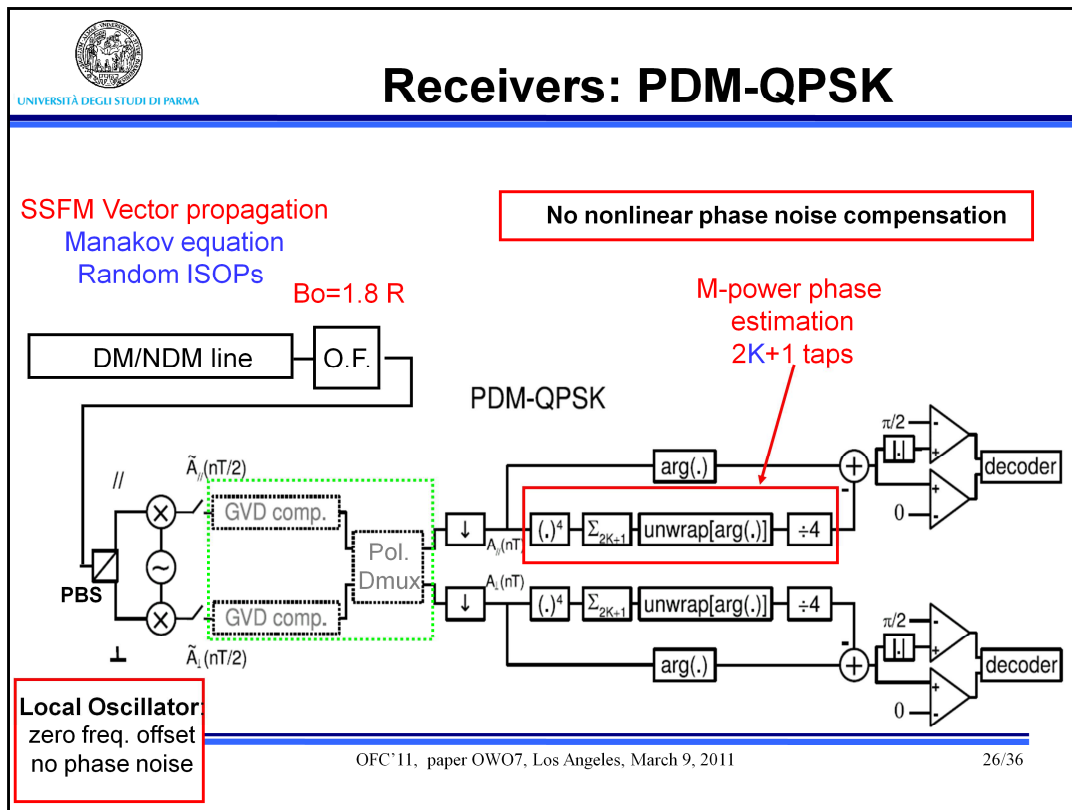 UNIVERSITÀ DEGLI STUDI DI PARMA
Receivers: PDM-QPSK
SSFM Vector propagation
Manakov equation
Random ISOPs
No nonlinear phase noise compensation
Bo=1.8 R
M-power phase
estimation
2K+1 taps
DM/NDM line
O.F.
PDM-QPSK
//
Ã//(nT/2)
GVD comp.
Pol.
Dmux
↓
A//(nT)
arg(.)
(.)⁴
Σ2K+1
unwrap[arg(.)]
÷4
+
-
π/2
|.|
-
+
+
0
-
decoder
PBS
×
~
×
GVD comp.
⊥
Ã⊥(nT/2)
↓
A⊥(nT)
(.)⁴
Σ2K+1
unwrap[arg(.)]
÷4
arg(.)
-
+
π/2
|.|
-
+
+
0
-
decoder
Local Oscillator:
zero freq. offset
no phase noise
OFC'11, paper OWO7, Los Angeles, March 9, 2011
26/36